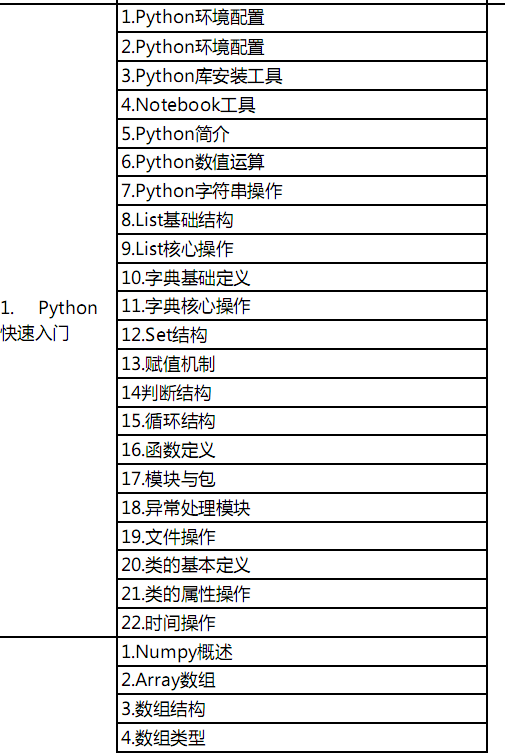 1.Python环境配置
2.Python环境配置
3.Python库安装工具
4.Notebook工具
5.Python简介
6.Python数值运算
7.Python字符串操作
8.List基础结构
9.List核心操作
10.字典基础定义
1. Python
快速入门
11.字典核心操作
12.Set结构
13.赋值机制
14判断结构
15.循环结构
16.函数定义
17.模块与包
18.异常处理模块
19.文件操作
20.类的基本定义
21.类的属性操作
22.时间操作
1.Numpy概述
2.Array数组
3.数组结构
4.数组类型